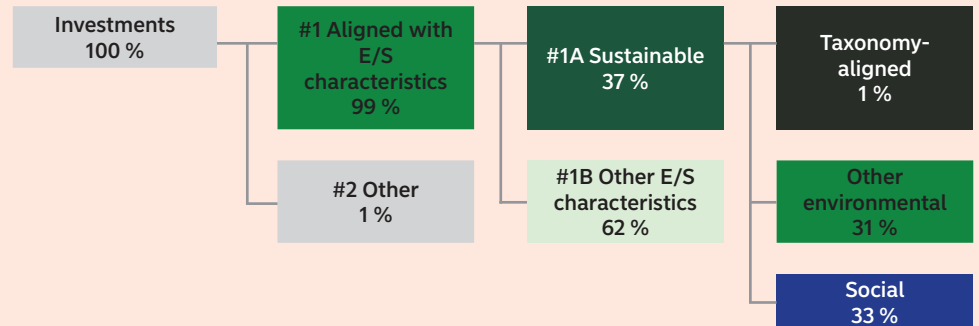 Investments
100 %
#1 Aligned with
E/S
characteristics
99 %
#1A Sustainable
37 %
Taxonomy-
aligned
1 %
#2 Other
1 %
#1B Other E/S
characteristics
62 %
Other
environmental
31 %
Social
33 %